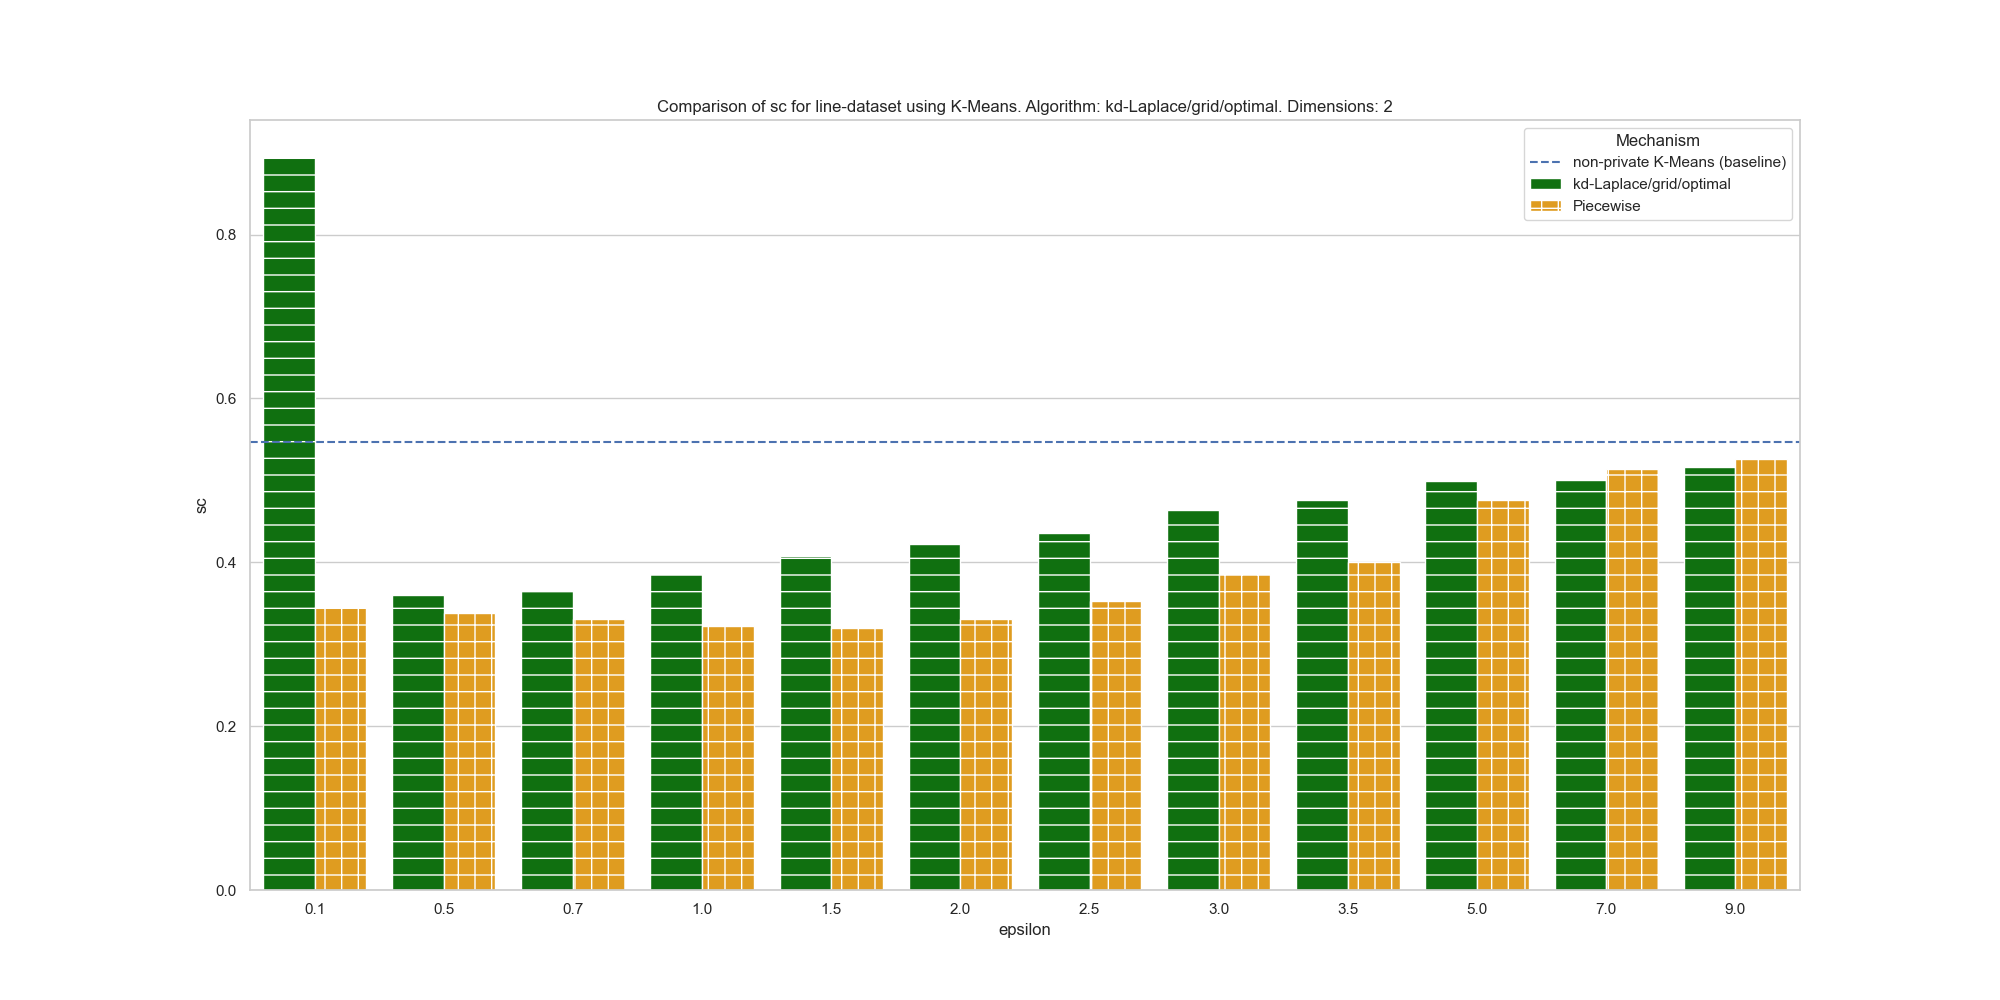 Comparison of sc for line-dataset using K-Means. Algorithm: kd-Laplace/grid/optimal. Dimensions: 2
Mechanism
non-private K-Means (baseline)
kd-Laplace/grid/optimal
Piecewise
0.8
0.6
0.4
0.2
0.0
sc
0.1 0.5 0.7 1.0 1.5 2.0 2.5 3.0 3.5 5.0 7.0 9.0
epsilon